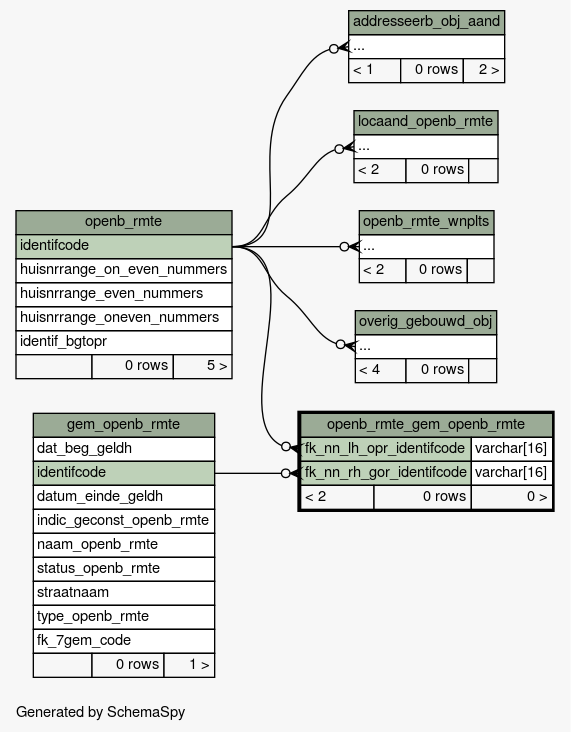 addresseerb_obj_aand
...
< 1 0 rows 2 >
locaand_openb_rmte
...
< 2 0 rows
openb_rmte
identifcode
huisnrrange_on_even_nummers
huisnrrange_even_nummers
huisnrrange_oneven_nummers
identif_bgtopr
0 rows 5 >
openb_rmte_wnplts
...
< 2 0 rows
overig_gebouwd_obj
...
< 4 0 rows
gem_openb_rmte
dat_beg_geldh
identifcode
datum_einde_geldh
indic_geconst_openb_rmte
naam_openb_rmte
status_openb_rmte
straatnaam
type_openb_rmte
fk_7gem_code
0 rows 1 >
openb_rmte_gem_openb_rmte
fk_nn_lh_opr_identifcode varchar[16]
fk_nn_rh_gor_identifcode varchar[16]
< 2 0 rows 0 >
Generated by SchemaSpy